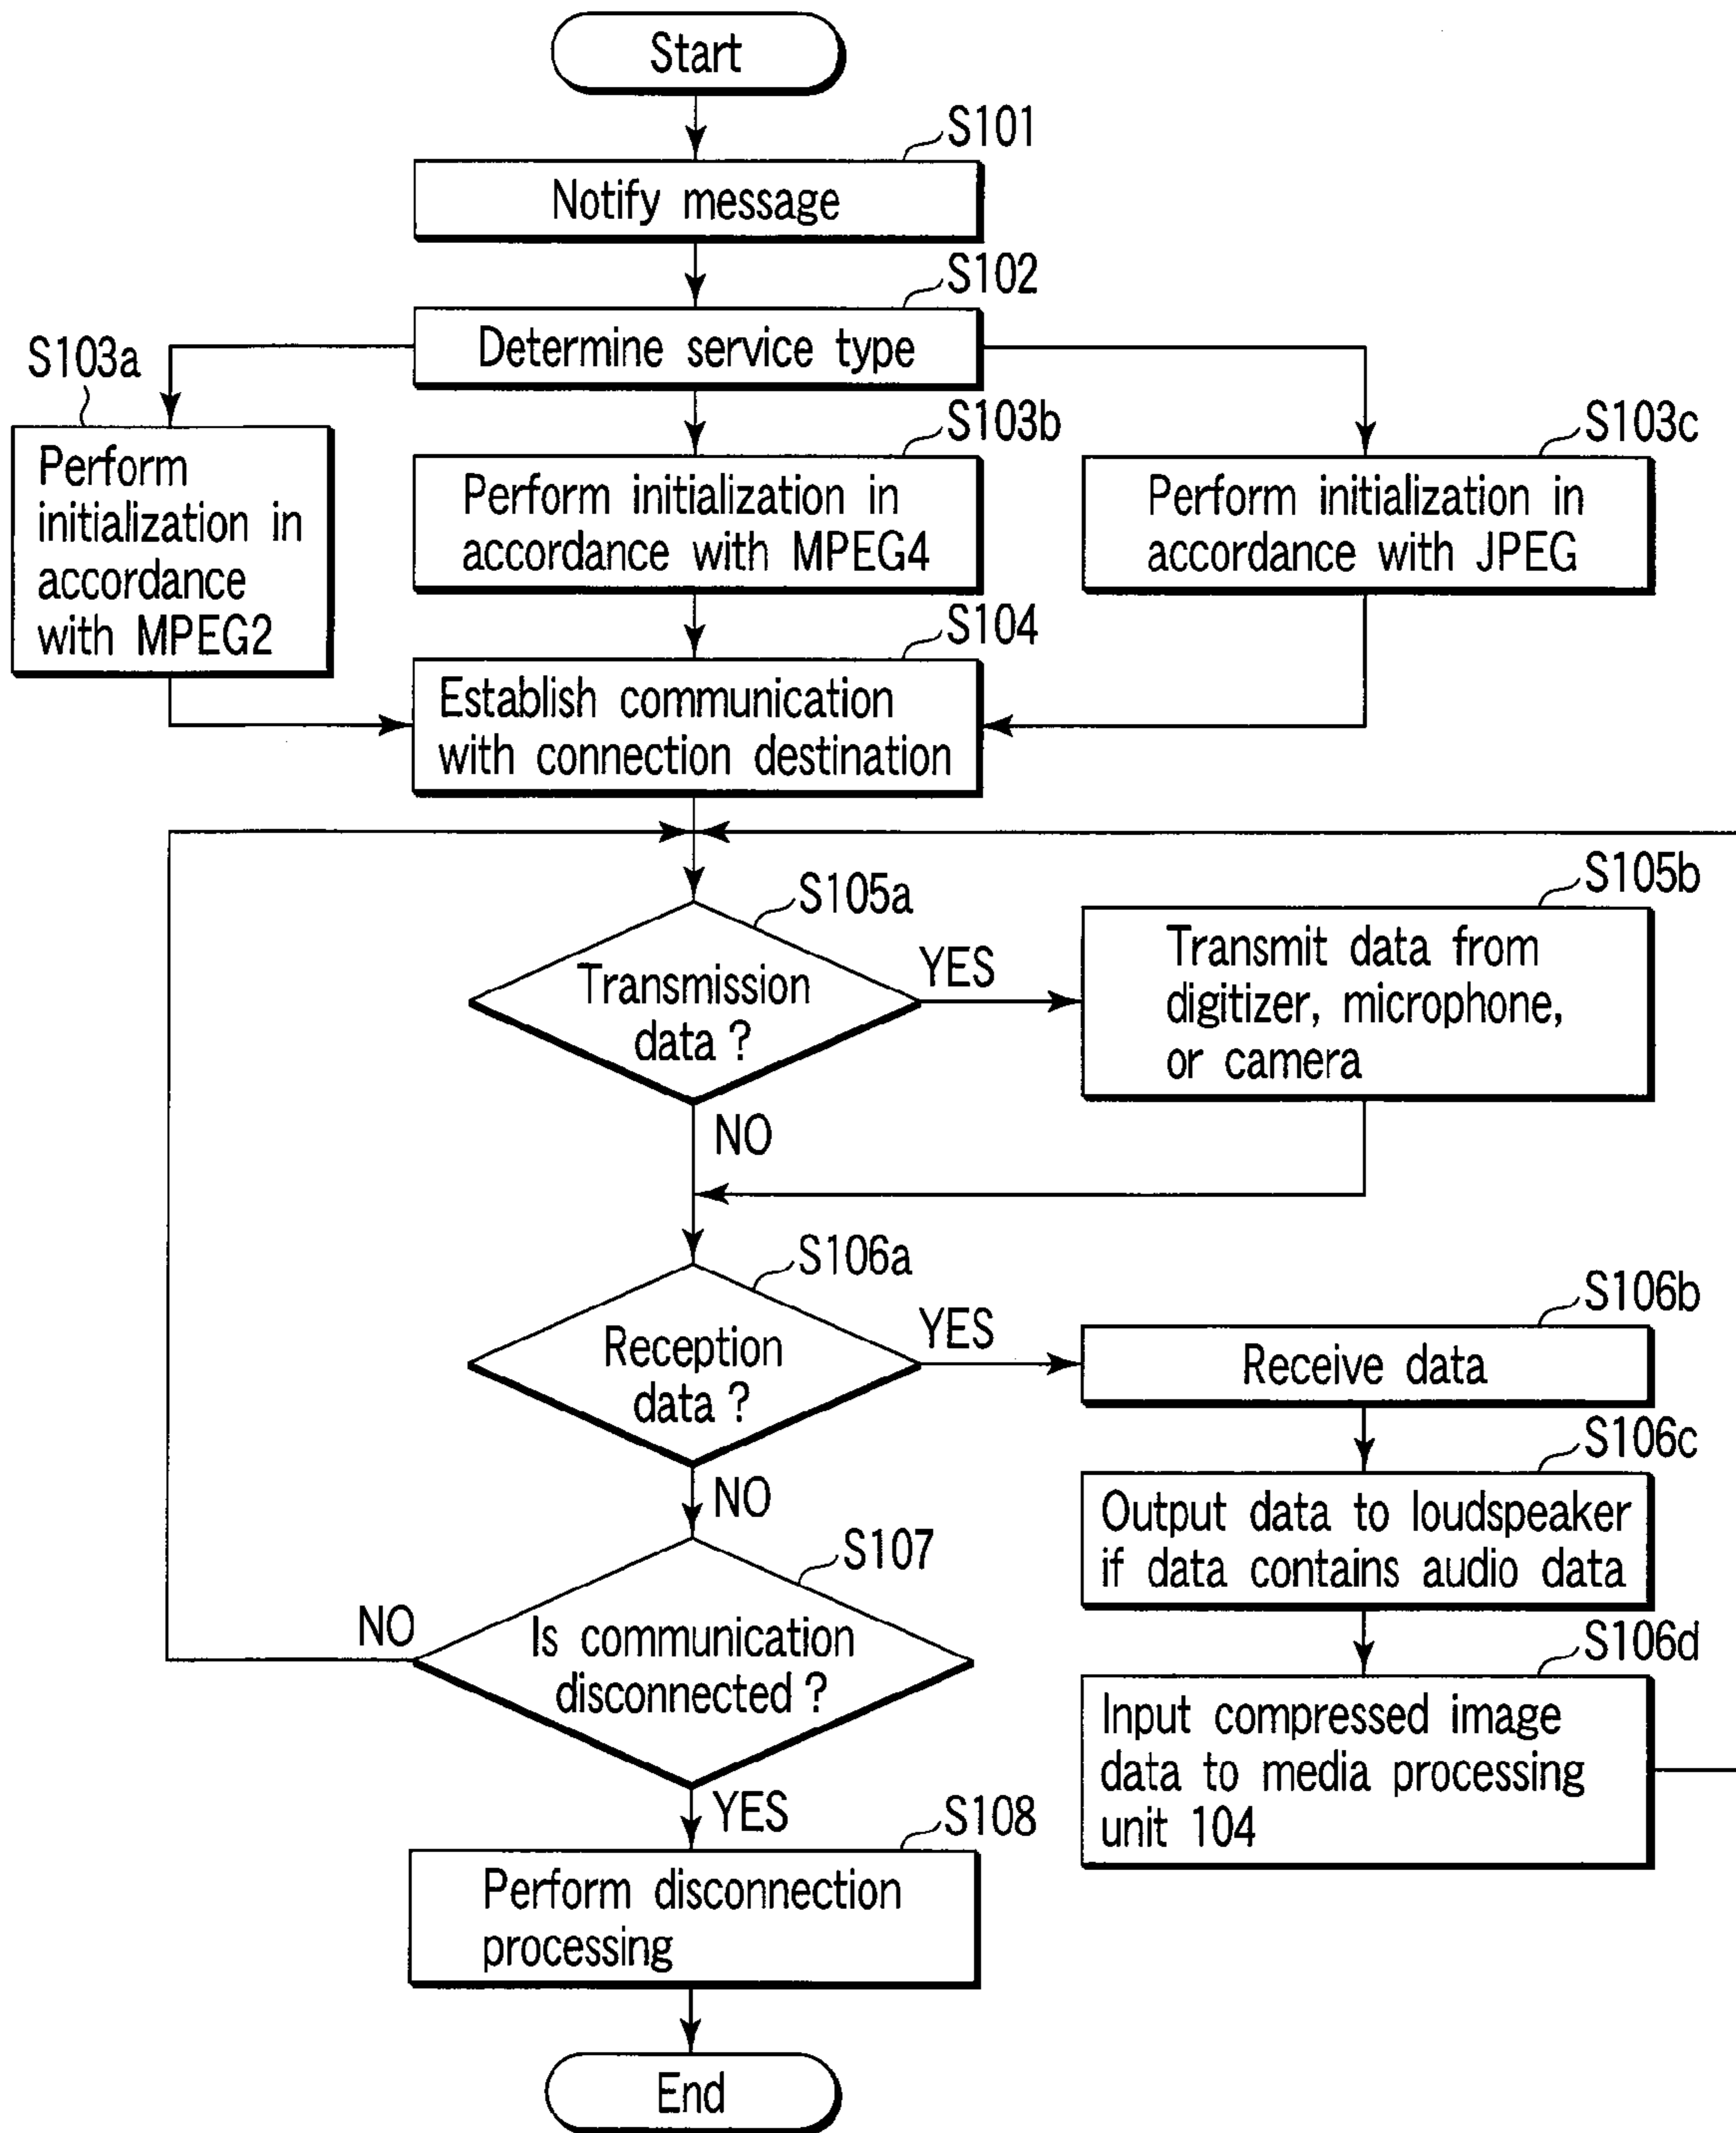 Start
S101
Notify message
S102
Determine service type
S103a
Perform
initialization in
accordance
with MPEG2
S103b
Perform initialization in
accordance with MPEG4
S103c
Perform initialization in
accordance with JPEG
S104
Establish communication
with connection destination
S105a
Transmission
data ?
YES
NO
S105b
Transmit data from
digitizer, microphone,
or camera
S106a
Reception
data ?
YES
NO
S106b
Receive data
S106c
Output data to loudspeaker
if data contains audio data
S106d
Input compressed image
data to media processing
unit 104
S107
Is communication
disconnected ?
NO
YES
S108
Perform disconnection
processing
End